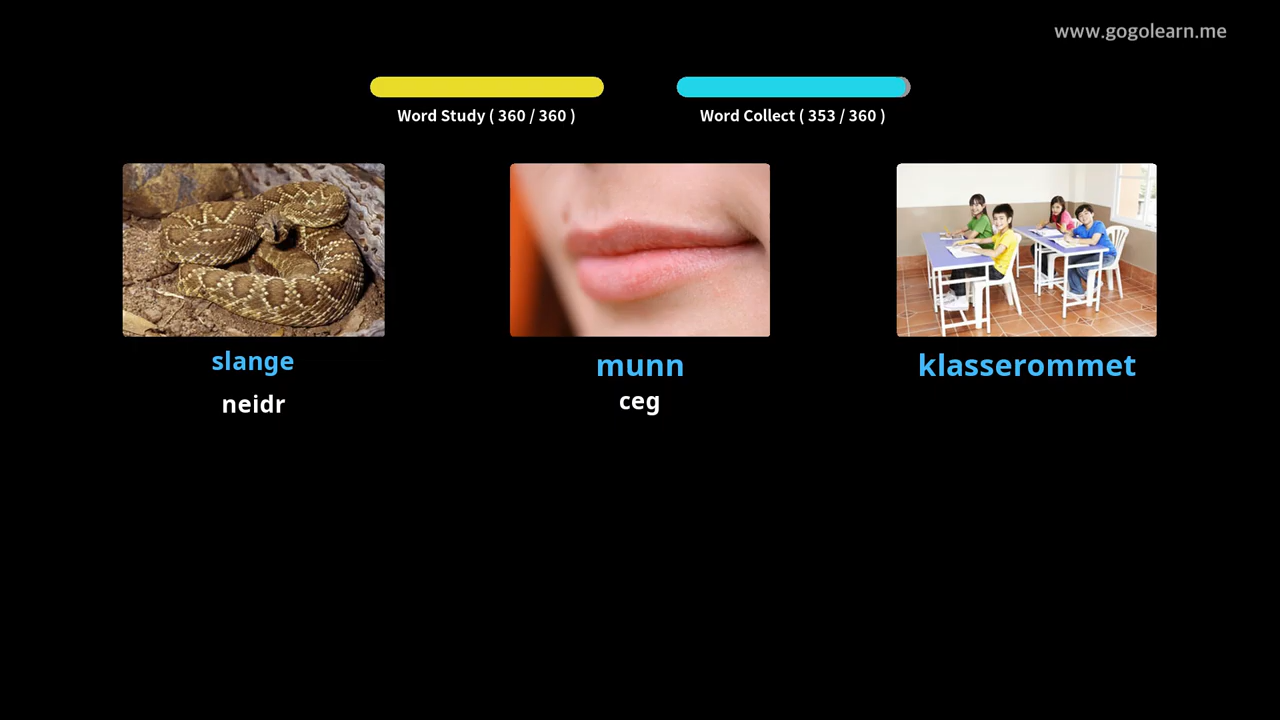 www.gogolearn.me
Word Study ( 360 / 360 )
Word Collect ( 353 / 360 )
slange
munn
klasserommet
neidr
ceg